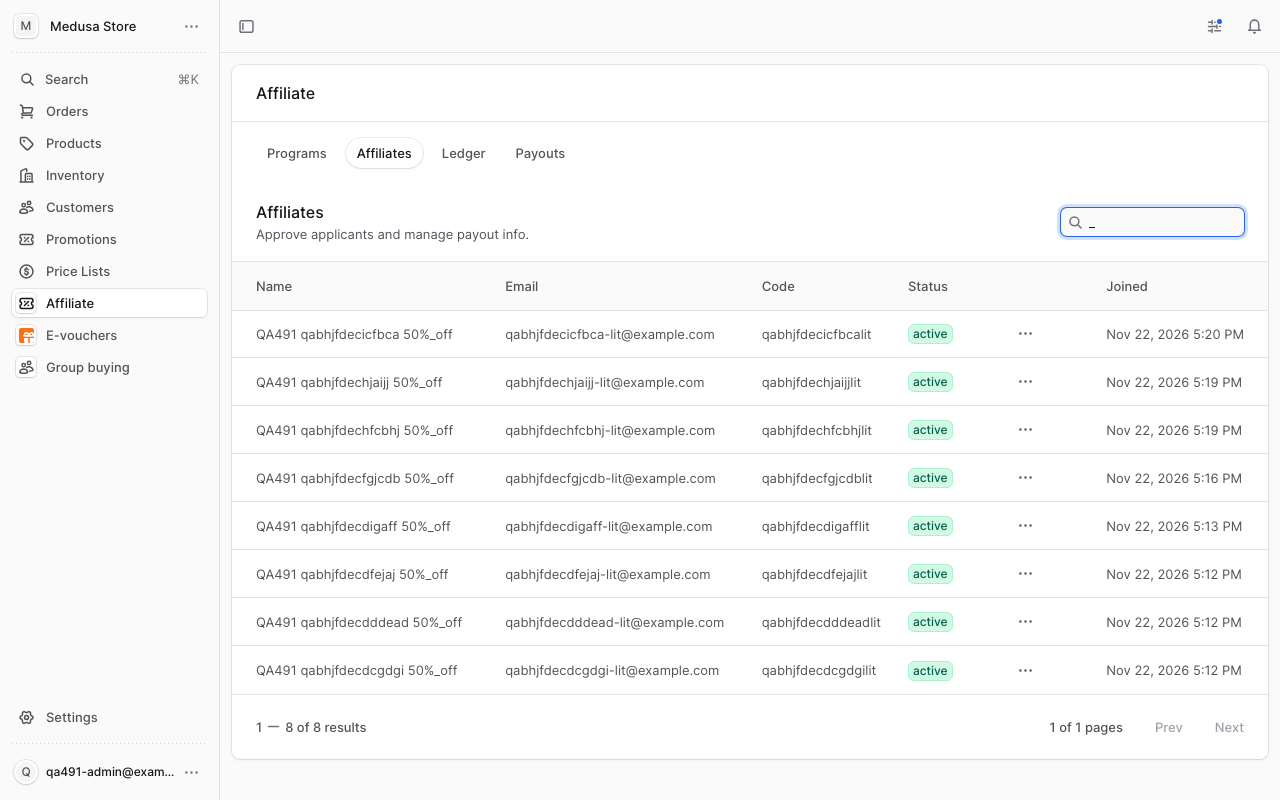 M Medusa Store
Search ⌘K
Orders
Products
Inventory
Customers
Promotions
Price Lists
Affiliate
E-vouchers
Group buying
Settings
Q qa491-admin@exam...
Affiliate
Programs Affiliates Ledger Payouts
Affiliates
Approve applicants and manage payout info.
_
Name Email Code Status Joined
QA491 qabhjfdecicfbca 50%_off qabhjfdecicfbca-lit@example.com qabhjfdecicfbcalit active Nov 22, 2026 5:20 PM
QA491 qabhjfdechjaijj 50%_off qabhjfdechjaijj-lit@example.com qabhjfdechjaijjlit active Nov 22, 2026 5:19 PM
QA491 qabhjfdechfcbhj 50%_off qabhjfdechfcbhj-lit@example.com qabhjfdechfcbhjlit active Nov 22, 2026 5:19 PM
QA491 qabhjfdecfgjcdb 50%_off qabhjfdecfgjcdb-lit@example.com qabhjfdecfgjcdblit active Nov 22, 2026 5:16 PM
QA491 qabhjfdecdigaff 50%_off qabhjfdecdigaff-lit@example.com qabhjfdecdigafflit active Nov 22, 2026 5:13 PM
QA491 qabhjfdecdfejaj 50%_off qabhjfdecdfejaj-lit@example.com qabhjfdecdfejajlit active Nov 22, 2026 5:12 PM
QA491 qabhjfdecdddead 50%_off qabhjfdecdddead-lit@example.com qabhjfdecdddeadlit active Nov 22, 2026 5:12 PM
QA491 qabhjfdecdcgdgi 50%_off qabhjfdecdcgdgi-lit@example.com qabhjfdecdcgdgilit active Nov 22, 2026 5:12 PM
1 — 8 of 8 results 1 of 1 pages Prev Next